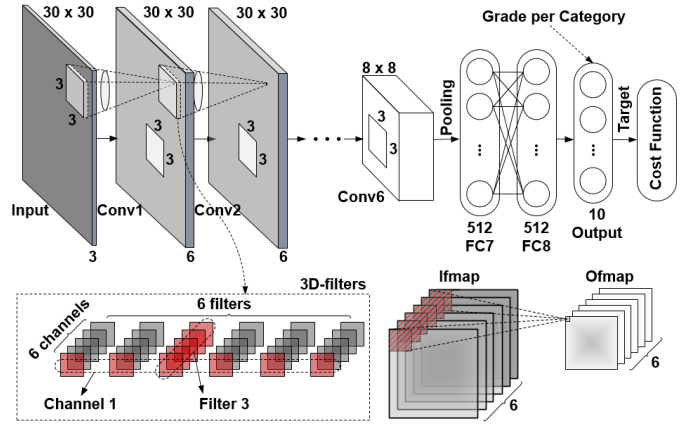 30 x 30
30 x 30
30 x 30
Grade per Category
8 x 8
3
3
3
3
3
3
3
3
3
3
Pooling
Target
Cost Function
...
...
...
...
Input
Conv1
Conv2
Conv6
3
6
6
512
FC7
512
FC8
10
Output
3D-filters
6 filters
6 channels
Channel 1
Filter 3
Ifmap
Ofmap
6
6